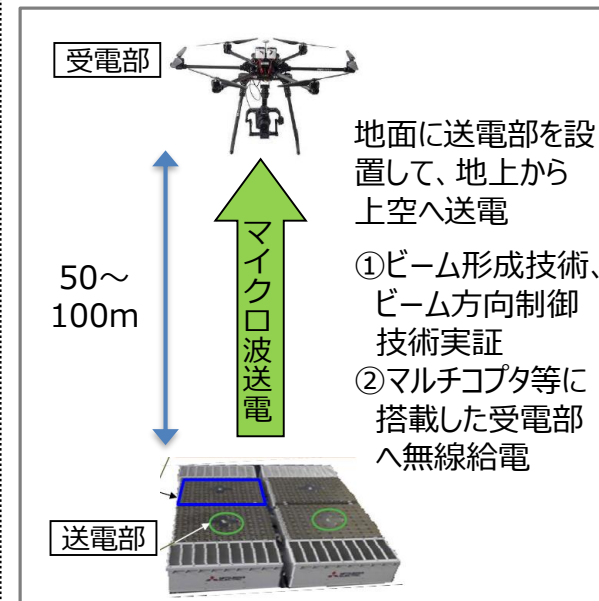 受電部
地面に送電部を設
置して、地上から
上空へ送電
マイクロ波送電
50～
100m
①ビーム形成技術、
ビーム方向制御
技術実証
②マルチコプタ等に
搭載した受電部
へ無線給電
送電部